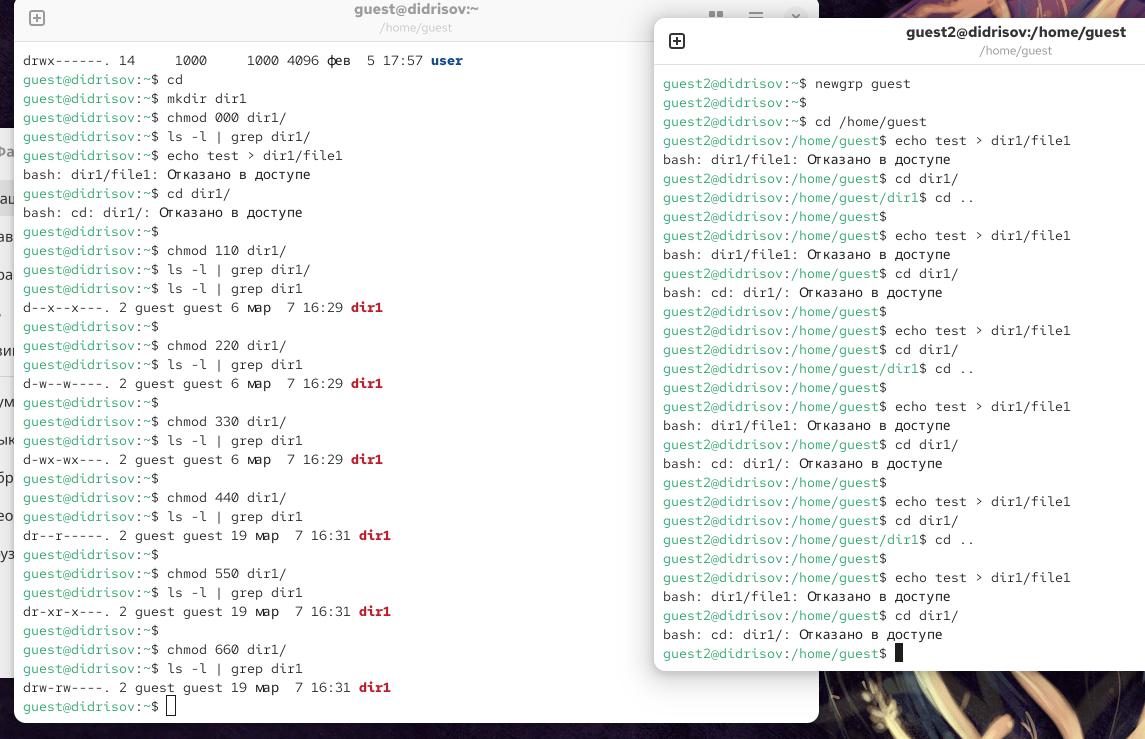 guest@didrisov:~
/home/guest
drwx------. 14     1000     1000 4096 фев  5 17:57 user
guest@didrisov:~$ cd
guest@didrisov:~$ mkdir dir1
guest@didrisov:~$ chmod 000 dir1/
guest@didrisov:~$ ls -l | grep dir1/
guest@didrisov:~$ echo test > dir1/file1
bash: dir1/file1: Отказано в доступе
guest@didrisov:~$ cd dir1/
bash: cd: dir1/: Отказано в доступе
guest@didrisov:~$
guest@didrisov:~$ chmod 110 dir1/
guest@didrisov:~$ ls -l | grep dir1/
guest@didrisov:~$ ls -l | grep dir1
d--x--x---. 2 guest guest 6 мар  7 16:29 dir1
guest@didrisov:~$
guest@didrisov:~$ chmod 220 dir1/
guest@didrisov:~$ ls -l | grep dir1
d-w--w----. 2 guest guest 6 мар  7 16:29 dir1
guest@didrisov:~$
guest@didrisov:~$ chmod 330 dir1/
guest@didrisov:~$ ls -l | grep dir1
d-wx-wx---. 2 guest guest 6 мар  7 16:29 dir1
guest@didrisov:~$
guest@didrisov:~$ chmod 440 dir1/
guest@didrisov:~$ ls -l | grep dir1
dr--r-----. 2 guest guest 19 мар  7 16:31 dir1
guest@didrisov:~$
guest@didrisov:~$ chmod 550 dir1/
guest@didrisov:~$ ls -l | grep dir1
dr-xr-x---. 2 guest guest 19 мар  7 16:31 dir1
guest@didrisov:~$
guest@didrisov:~$ chmod 660 dir1/
guest@didrisov:~$ ls -l | grep dir1
drw-rw----. 2 guest guest 19 мар  7 16:31 dir1
guest@didrisov:~$
guest2@didrisov:/home/guest
/home/guest
guest2@didrisov:~$ newgrp guest
guest2@didrisov:~$
guest2@didrisov:~$ cd /home/guest
guest2@didrisov:/home/guest$ echo test > dir1/file1
bash: dir1/file1: Отказано в доступе
guest2@didrisov:/home/guest$ cd dir1/
guest2@didrisov:/home/guest/dir1$ cd ..
guest2@didrisov:/home/guest$
guest2@didrisov:/home/guest$ echo test > dir1/file1
bash: dir1/file1: Отказано в доступе
guest2@didrisov:/home/guest$ cd dir1/
bash: cd: dir1/: Отказано в доступе
guest2@didrisov:/home/guest$
guest2@didrisov:/home/guest$ echo test > dir1/file1
guest2@didrisov:/home/guest$ cd dir1/
guest2@didrisov:/home/guest/dir1$ cd ..
guest2@didrisov:/home/guest$
guest2@didrisov:/home/guest$ echo test > dir1/file1
bash: dir1/file1: Отказано в доступе
guest2@didrisov:/home/guest$ cd dir1/
bash: cd: dir1/: Отказано в доступе
guest2@didrisov:/home/guest$
guest2@didrisov:/home/guest$ echo test > dir1/file1
guest2@didrisov:/home/guest$ cd dir1/
guest2@didrisov:/home/guest/dir1$ cd ..
guest2@didrisov:/home/guest$
guest2@didrisov:/home/guest$ echo test > dir1/file1
bash: dir1/file1: Отказано в доступе
guest2@didrisov:/home/guest$ cd dir1/
bash: cd: dir1/: Отказано в доступе
guest2@didrisov:/home/guest$